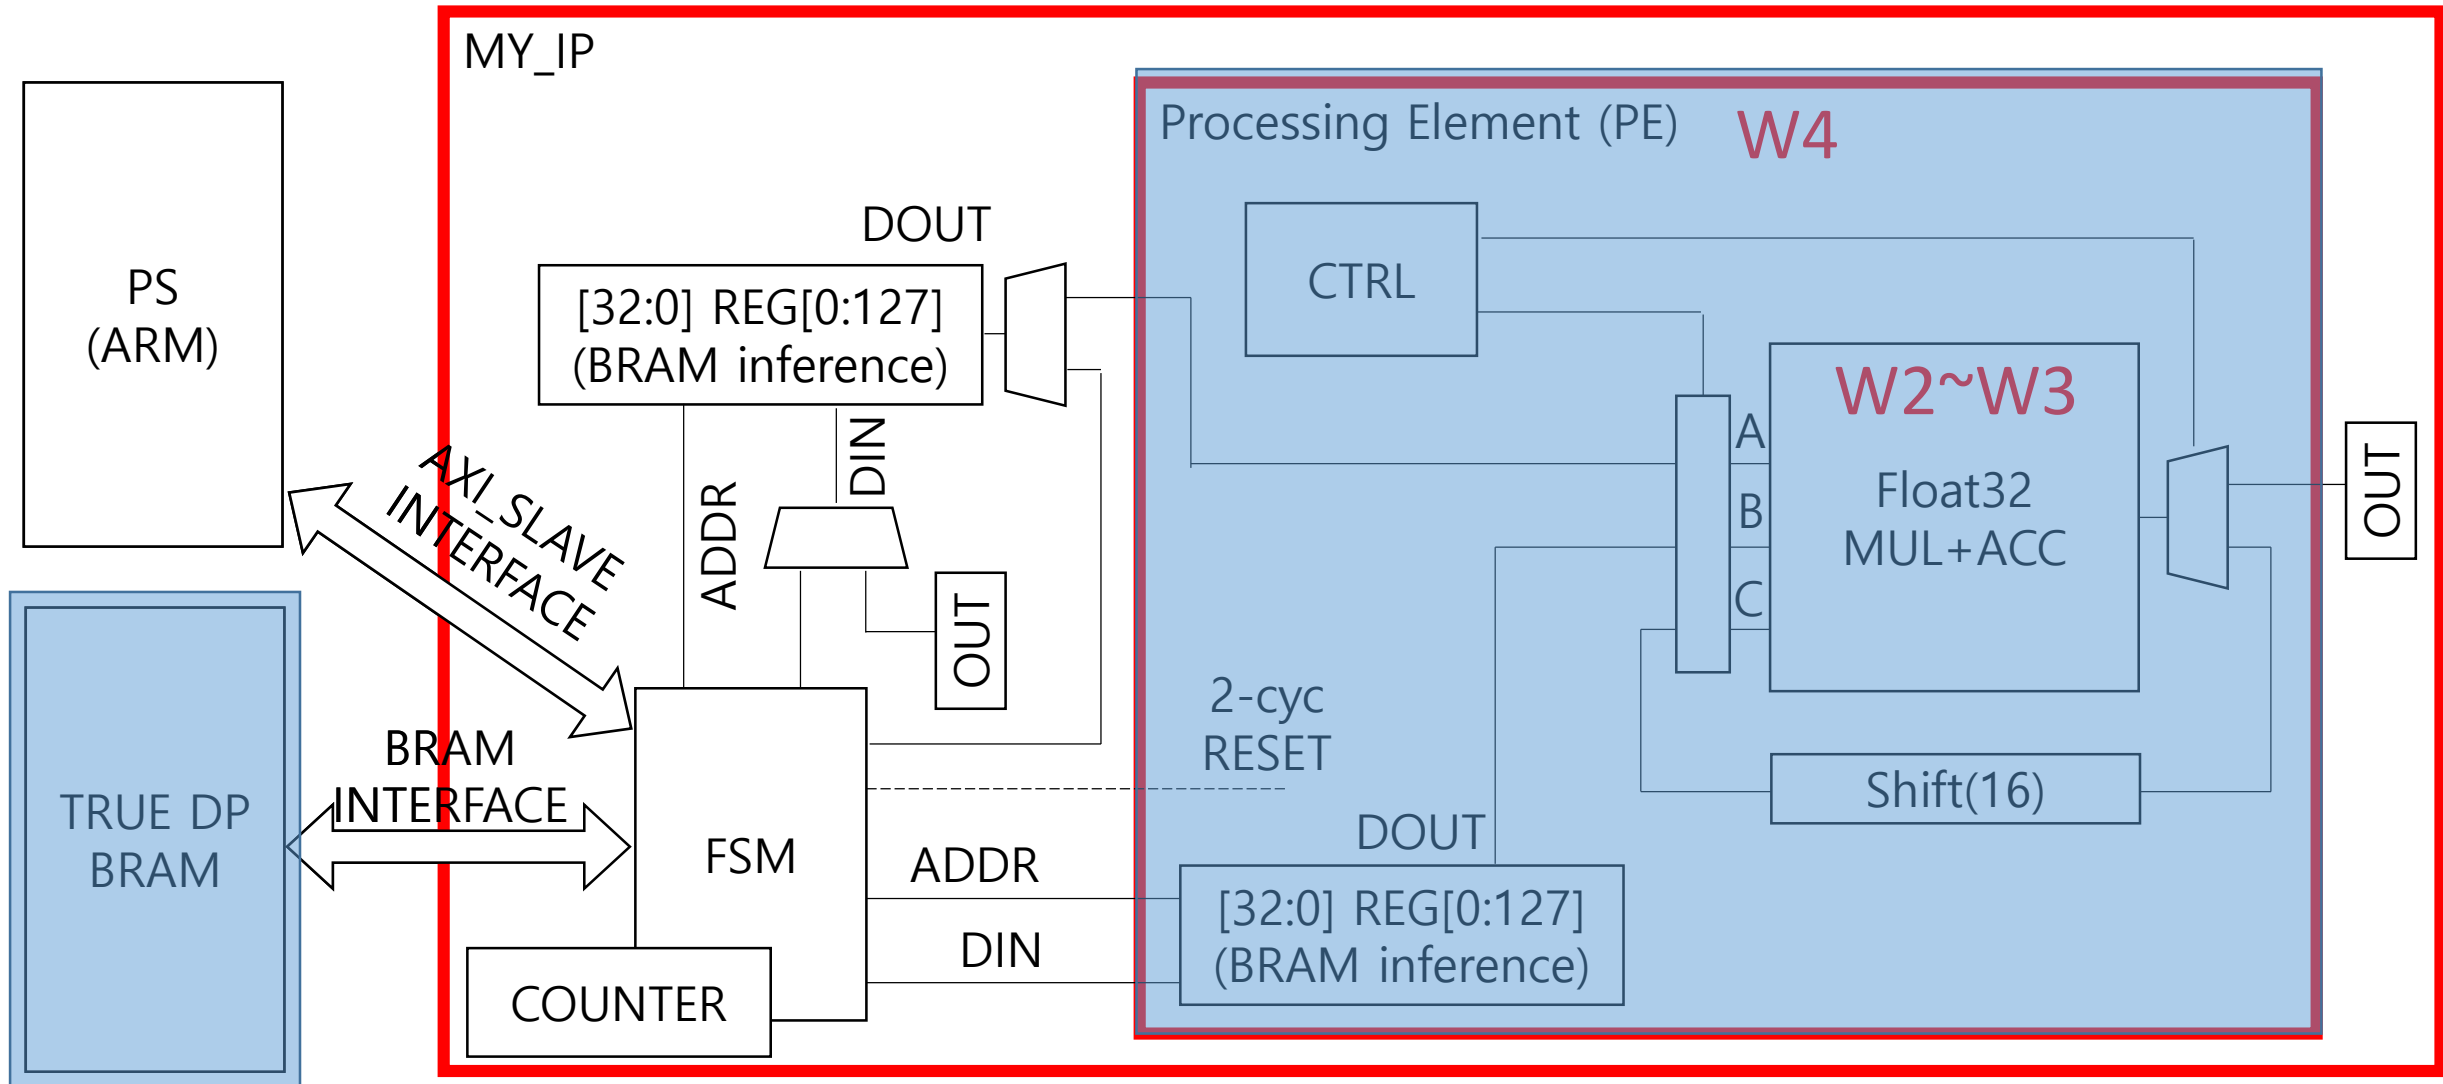 MY_IP
PS
(ARM)
TRUE DP
BRAM
AXI_SLAVE
INTERFACE
BRAM
INTERFACE
DOUT
[32:0] REG[0:127]
(BRAM inference)
ADDR
DIN
OUT
FSM
COUNTER
ADDR
DIN
Processing Element (PE)
W4
CTRL
W2~W3
A
B
C
Float32
MUL+ACC
Shift(16)
2-cyc
RESET
DOUT
[32:0] REG[0:127]
(BRAM inference)
OUT